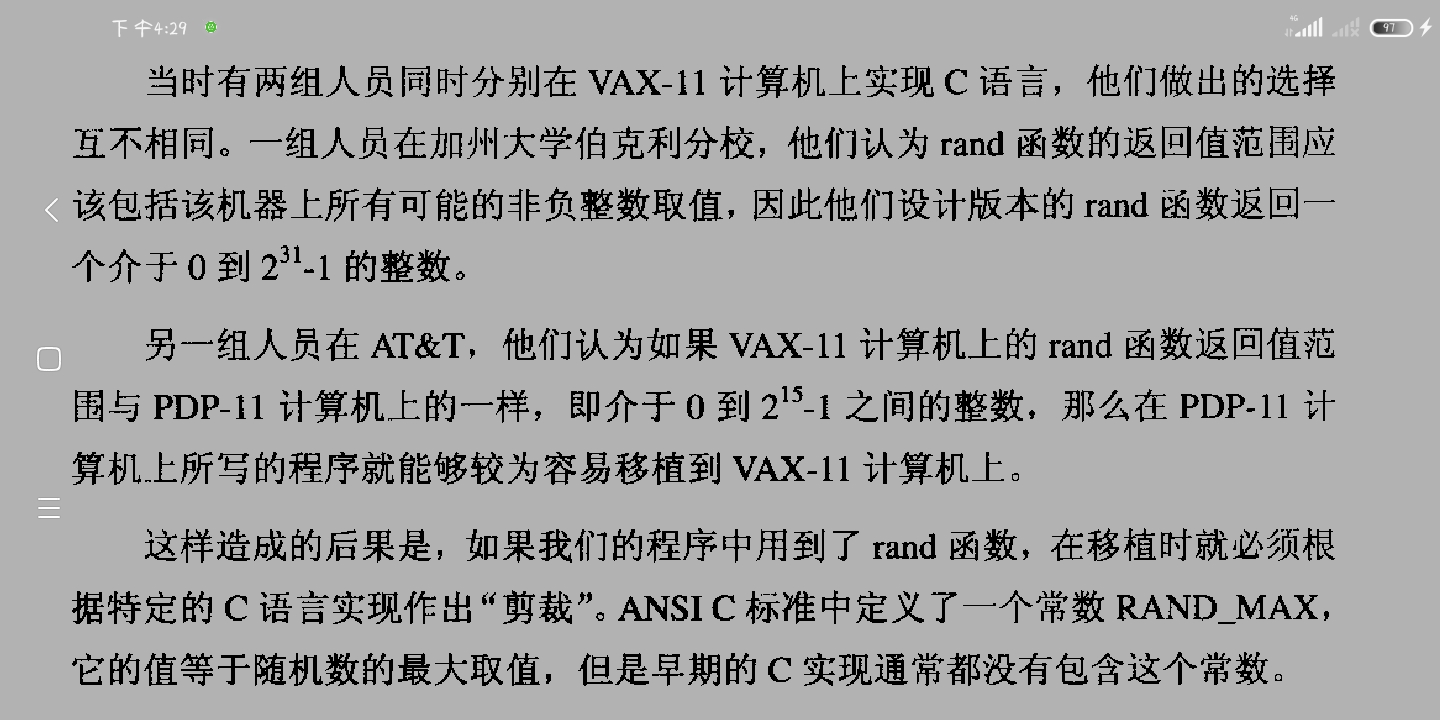 下午4:29
4G
97
当时有两组人员同时分别在 VAX-11 计算机上实现 C 语言，他们做出的选择
互不相同。一组人员在加州大学伯克利分校，他们认为 rand 函数的返回值范围应
该包括该机器上所有可能的非负整数取值，因此他们设计版本的 rand 函数返回一
个介于 0 到 2³¹-1 的整数。
另一组人员在 AT&T，他们认为如果 VAX-11 计算机上的 rand 函数返回值范
围与 PDP-11 计算机上的一样，即介于 0 到 2¹⁵-1 之间的整数，那么在 PDP-11 计
算机上所写的程序就能够较为容易移植到 VAX-11 计算机上。
这样造成的后果是，如果我们的程序中用到了 rand 函数，在移植时就必须根
据特定的 C 语言实现作出“剪裁”。ANSI C 标准中定义了一个常数 RAND_MAX，
它的值等于随机数的最大取值，但是早期的 C 实现通常都没有包含这个常数。